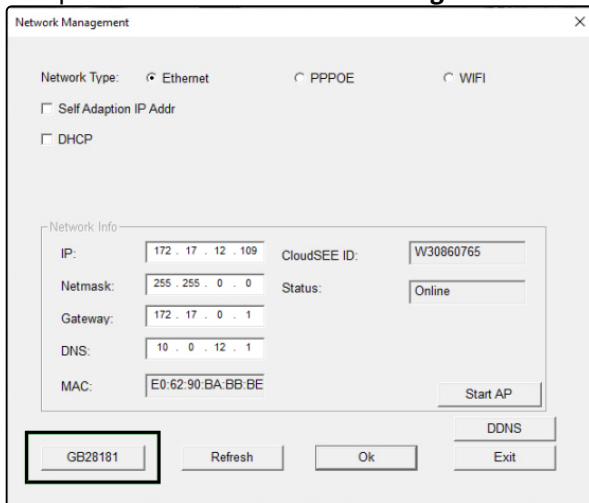 Network Management
Network Type: Ethernet PPPOE WIFI
Self Adaption IP Addr
DHCP
Network Info
IP: 172 . 17 . 12 . 109 CloudSEE ID: W30860765
Netmask: 255 . 255 . 0 . 0 Status: Online
Gateway: 172 . 17 . 0 . 1
DNS: 10 . 0 . 12 . 1
MAC: E0:62:90:BA:BB:BE
Start AP
DDNS
GB28181 Refresh Ok Exit